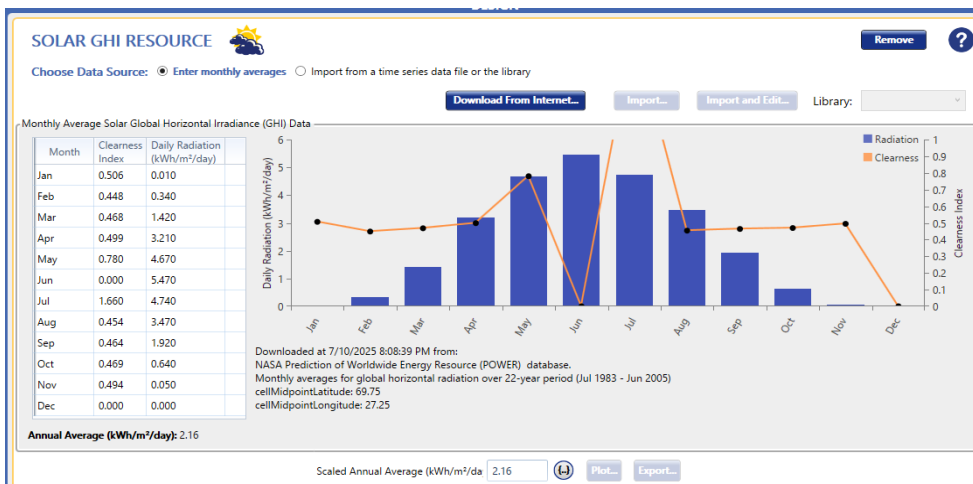 DESIGN
SOLAR GHI RESOURCE
Remove
?
Choose Data Source: Enter monthly averages Import from a time series data file or the library
Download From Internet... Import... Import and Edit... Library:
Monthly Average Solar Global Horizontal Irradiance (GHI) Data
Month Clearness Index Daily Radiation (kWh/m²/day)
Jan 0.506 0.010
Feb 0.448 0.340
Mar 0.468 1.420
Apr 0.499 3.210
May 0.780 4.670
Jun 0.000 5.470
Jul 1.660 4.740
Aug 0.454 3.470
Sep 0.464 1.920
Oct 0.469 0.640
Nov 0.494 0.050
Dec 0.000 0.000
Annual Average (kWh/m²/day): 2.16
Daily Radiation (kWh/m²/day)
6
5
4
3
2
1
0
Jan Feb Mar Apr May Jun Jul Aug Sep Oct Nov Dec
Radiation
Clearness
1
0.9
0.8
0.7
0.6
0.5
0.4
0.3
0.2
0.1
0
Clearness Index
Downloaded at 7/10/2025 8:08:39 PM from:
NASA Prediction of Worldwide Energy Resource (POWER) database.
Monthly averages for global horizontal radiation over 22-year period (Jul 1983 - Jun 2005)
cellMidpointLatitude: 69.75
cellMidpointLongitude: 27.25
Scaled Annual Average (kWh/m²/da 2.16 {..} Plot... Export...